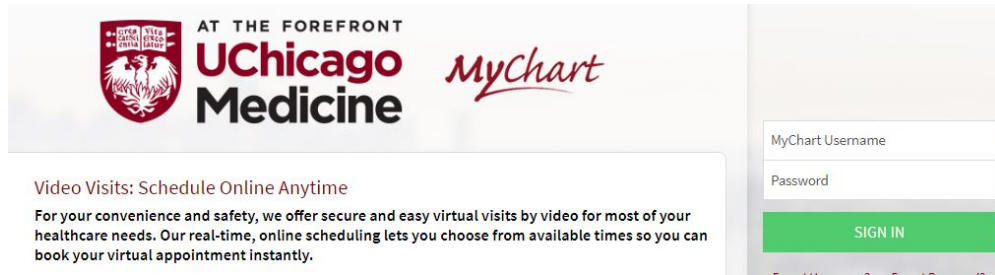 AT THE FOREFRONT
UChicago
Medicine
MyChart
Video Visits: Schedule Online Anytime
For your convenience and safety, we offer secure and easy virtual visits by video for most of your
healthcare needs. Our real-time, online scheduling lets you choose from available times so you can
book your virtual appointment instantly.
MyChart Username
Password
SIGN IN